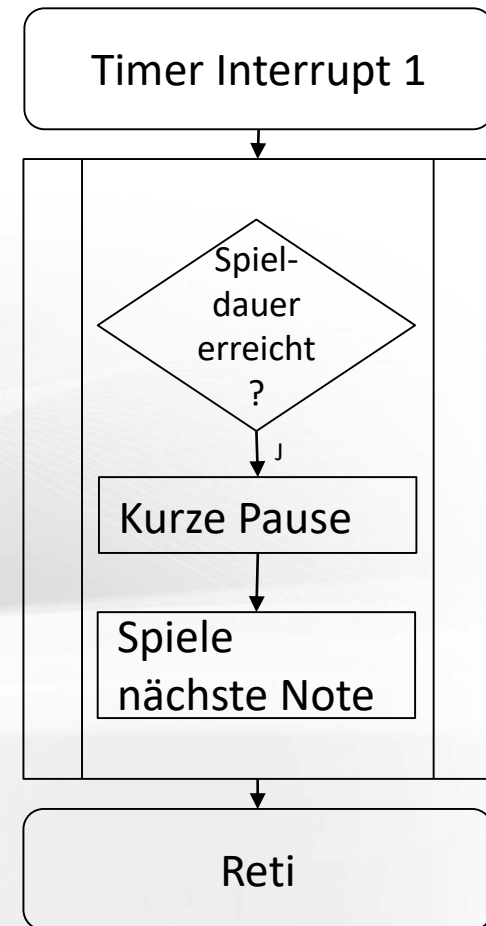 Timer Interrupt 1
Spiel-
dauer
erreicht
?
J
Kurze Pause
Spiele
nächste Note
Reti